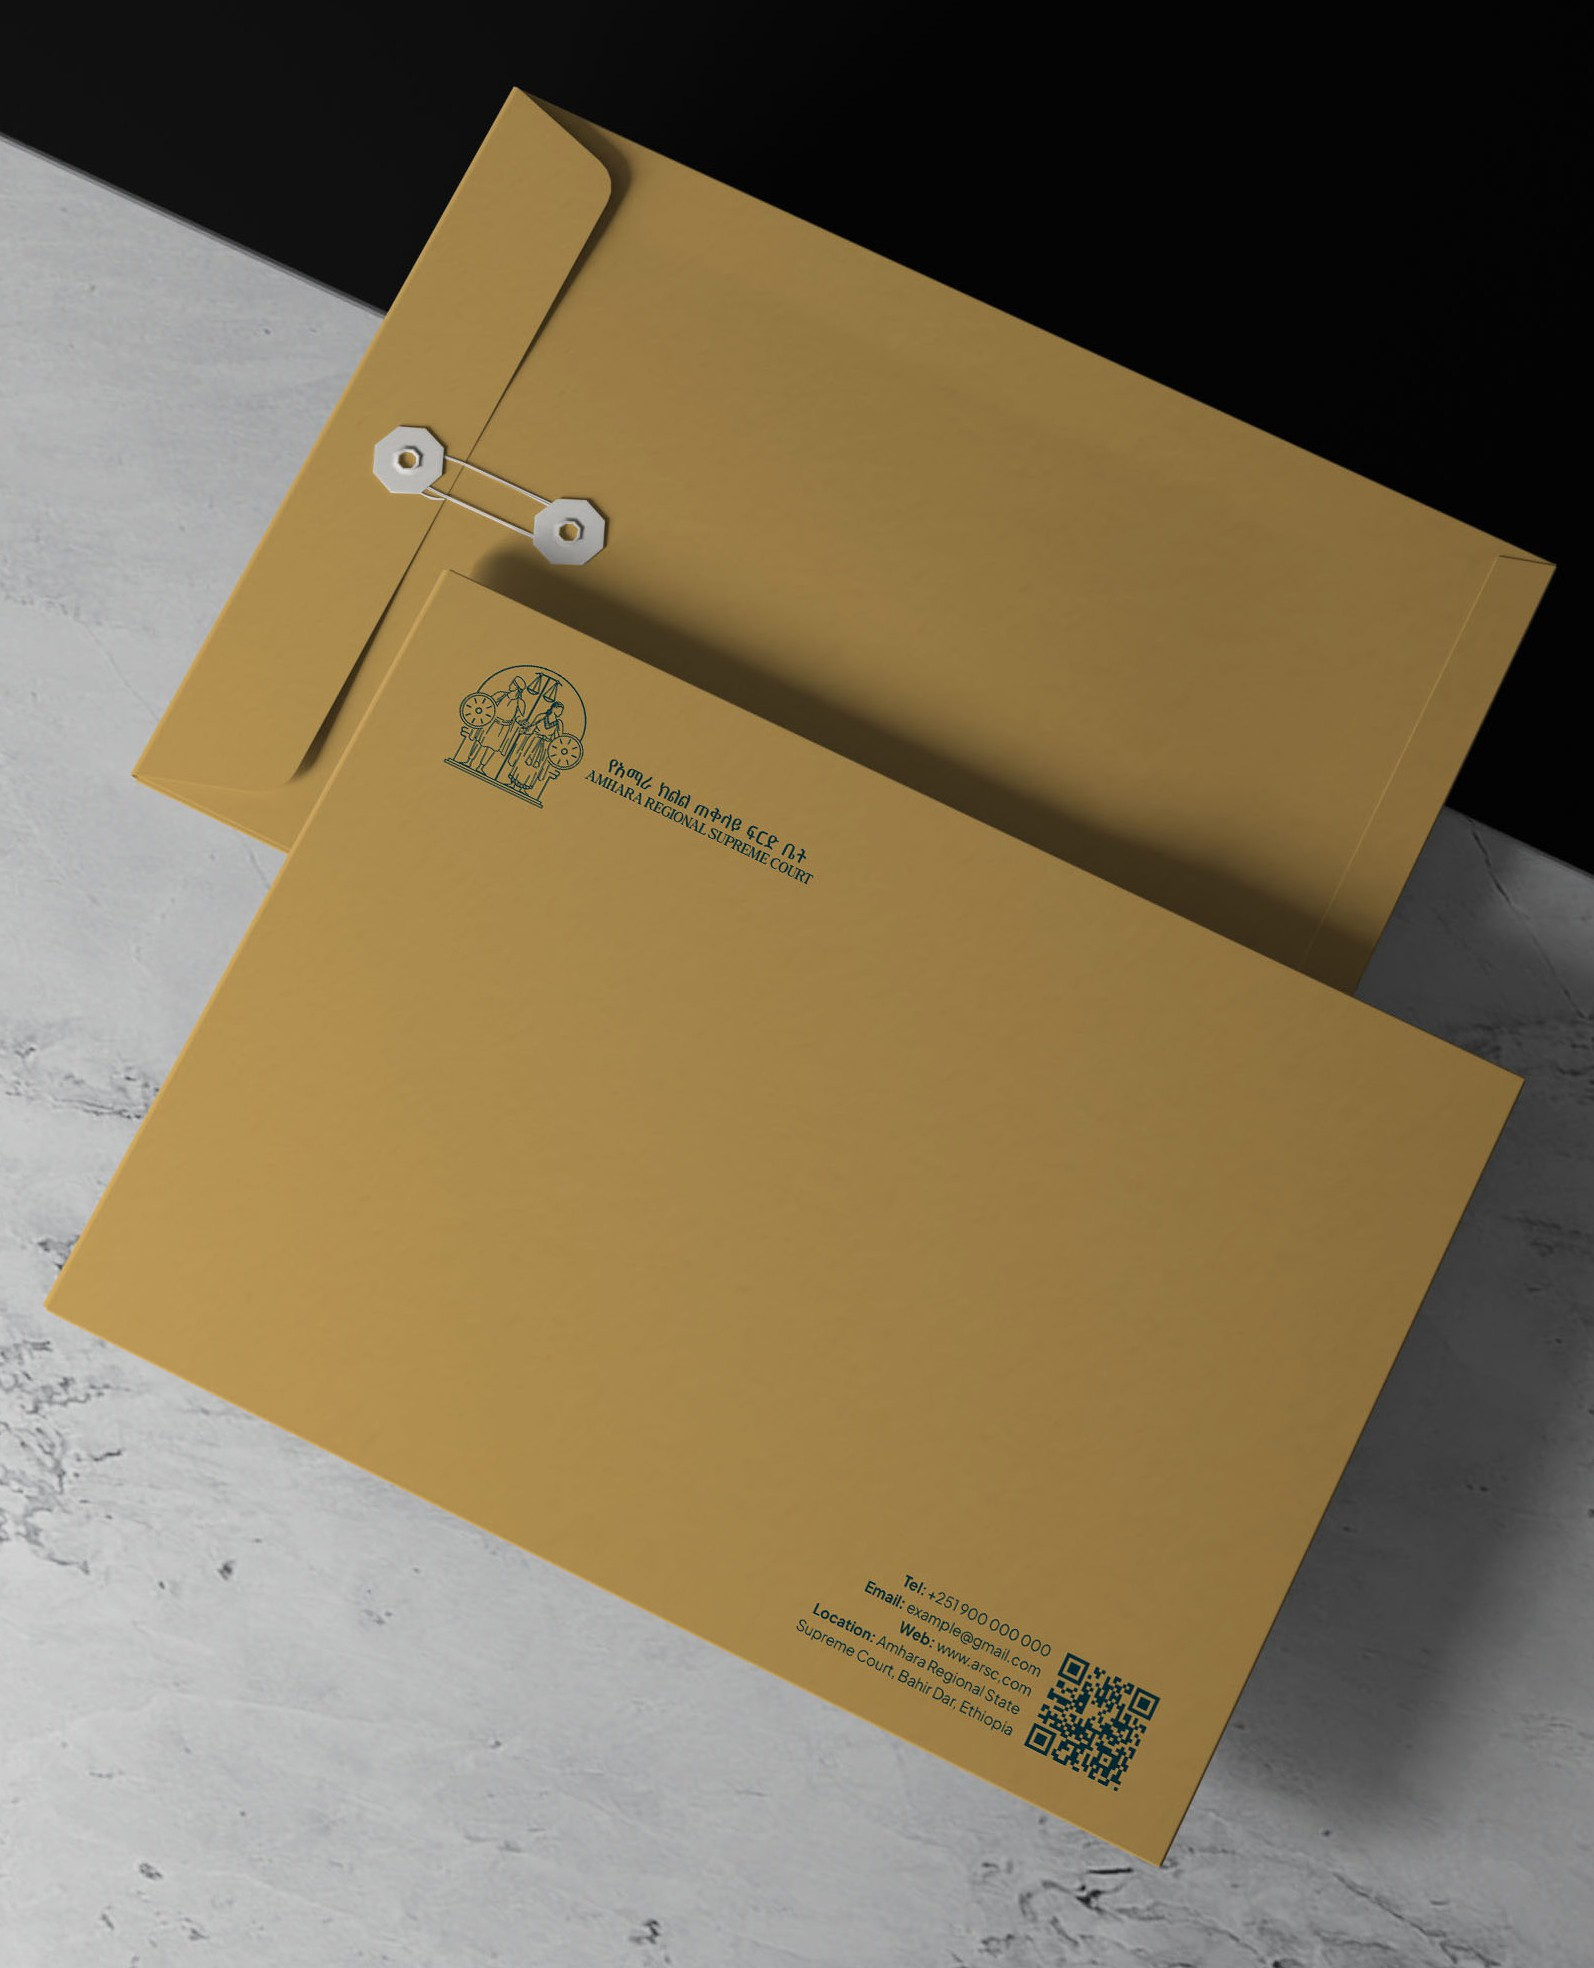 የአማራ ክልል ጠቅላይ ፍርድ ቤት
AMHARA REGIONAL SUPREME COURT
Tel: +251 900 000 000
Email: example@gmail.com
Web: www.arsc.com
Location: Amhara Regional State
Supreme Court, Bahir Dar, Ethiopia